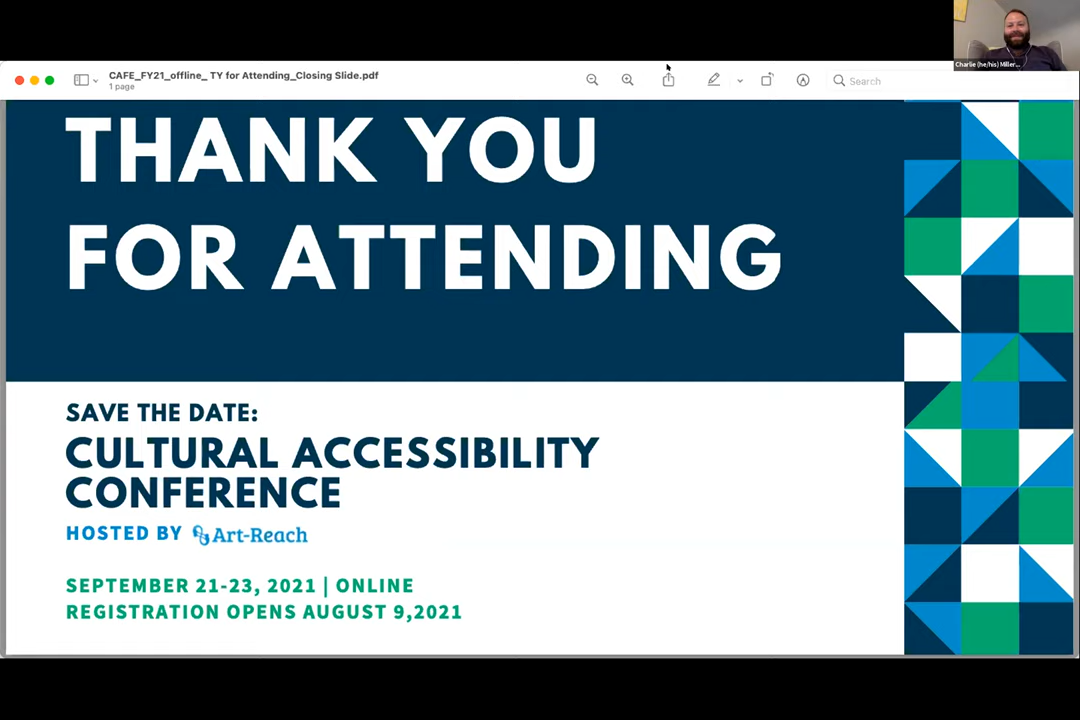 Charlie (he/his) Miller...
CAFE_FY21_offline_ TY for Attending_Closing Slide.pdf
1 page
Search
THANK YOU
FOR ATTENDING
SAVE THE DATE:
CULTURAL ACCESSIBILITY
CONFERENCE
HOSTED BY Art-Reach
SEPTEMBER 21-23, 2021 | ONLINE
REGISTRATION OPENS AUGUST 9,2021